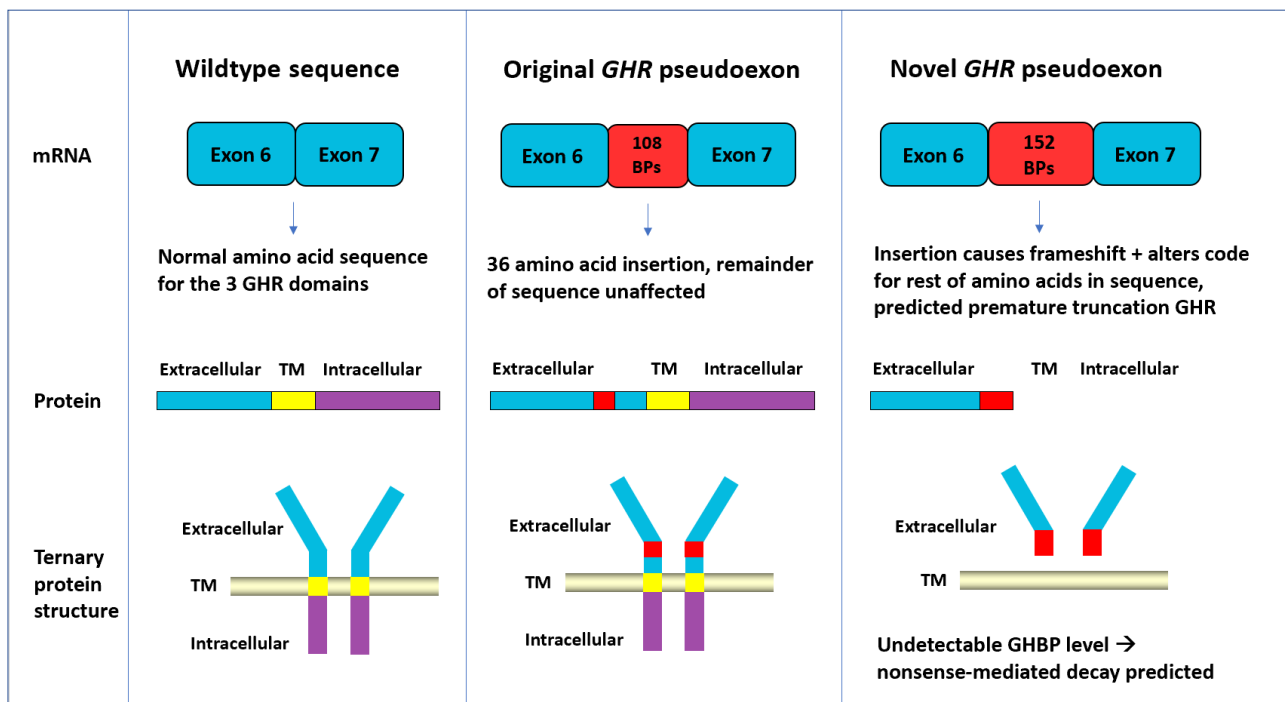 Wildtype sequence
Original GHR pseudoexon
Novel GHR pseudoexon
mRNA
Exon 6
Exon 7
Exon 6
108
BPs
Exon 7
Exon 6
152
BPs
Exon 7
Normal amino acid sequence
for the 3 GHR domains
36 amino acid insertion, remainder
of sequence unaffected
Insertion causes frameshift + alters code
for rest of amino acids in sequence,
predicted premature truncation GHR
Protein
Extracellular TM Intracellular
Extracellular TM Intracellular
Extracellular TM Intracellular
Ternary
protein
structure
Extracellular
TM
Intracellular
Extracellular
TM
Intracellular
Extracellular
TM
Undetectable GHBP level →
nonsense-mediated decay predicted